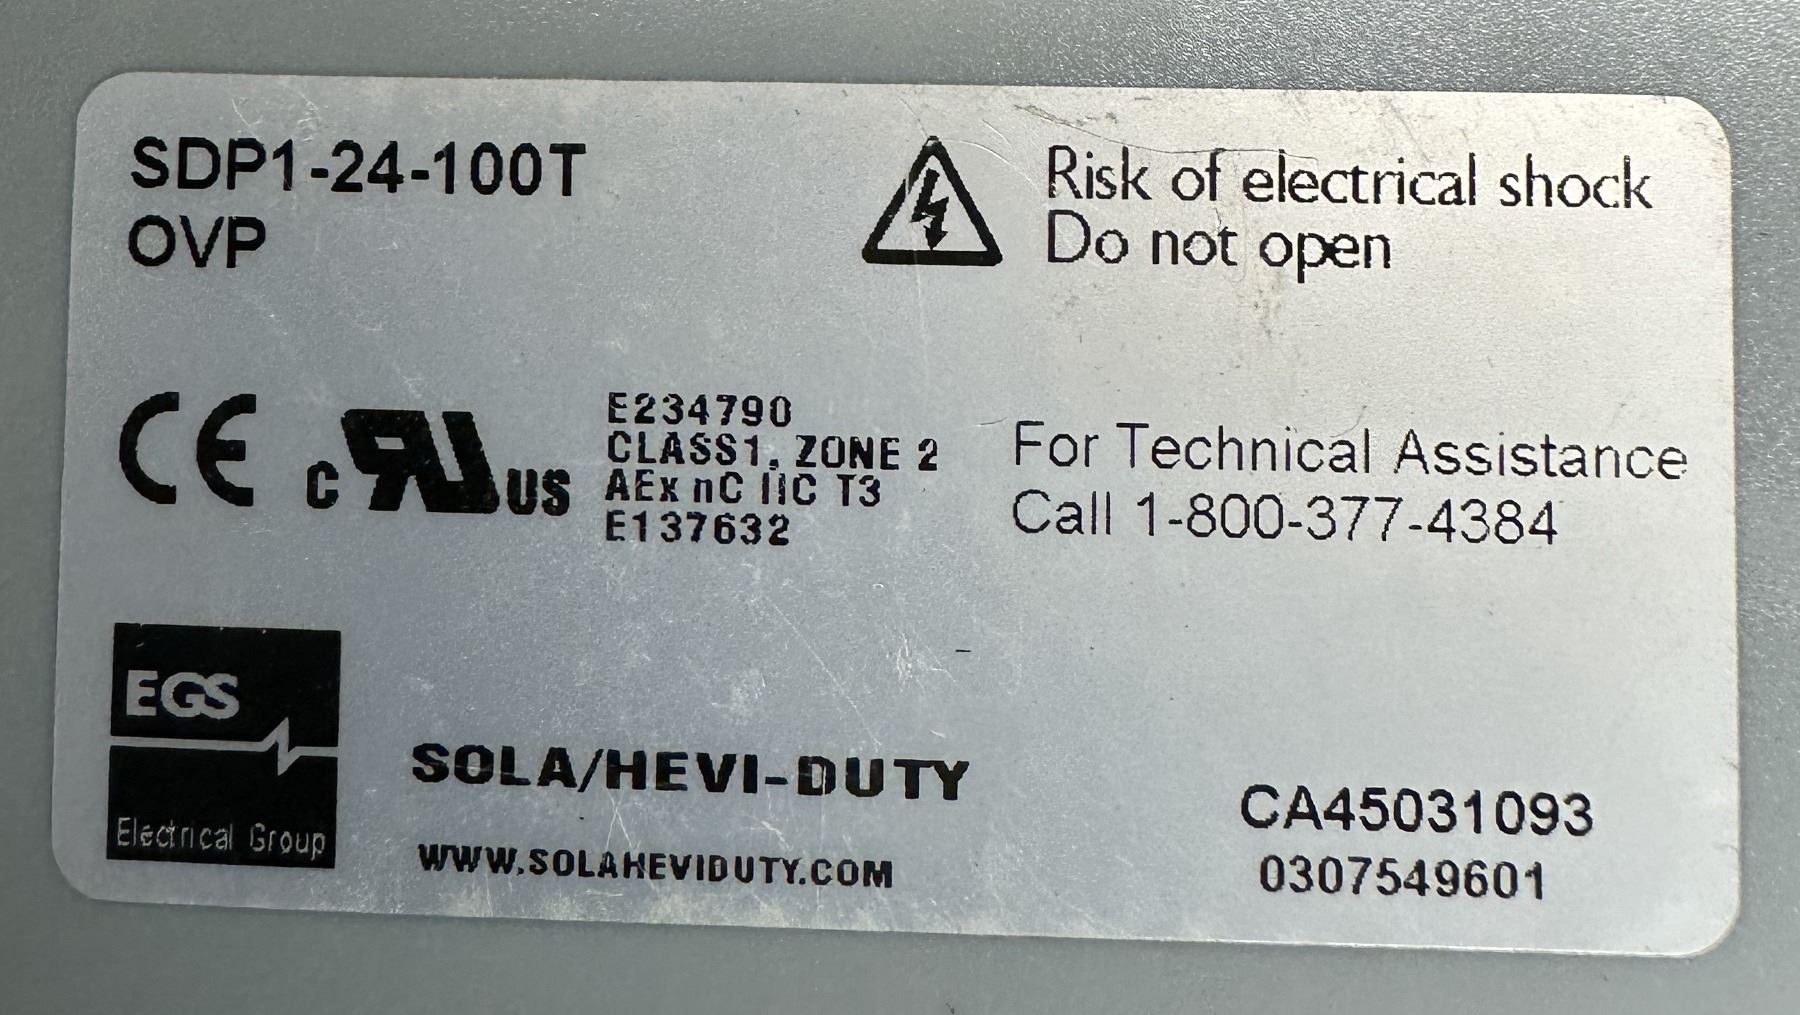 SDP1-24-100T
OVP
Risk of electrical shock
Do not open
CE
c RU US
E234790
CLASS1, ZONE 2
AEx nC IIC T3
E137632
For Technical Assistance
Call 1-800-377-4384
EGS
Electrical Group
SOLA/HEVI-DUTY
WWW.SOLAHEVIDUTY.COM
CA45031093
0307549601